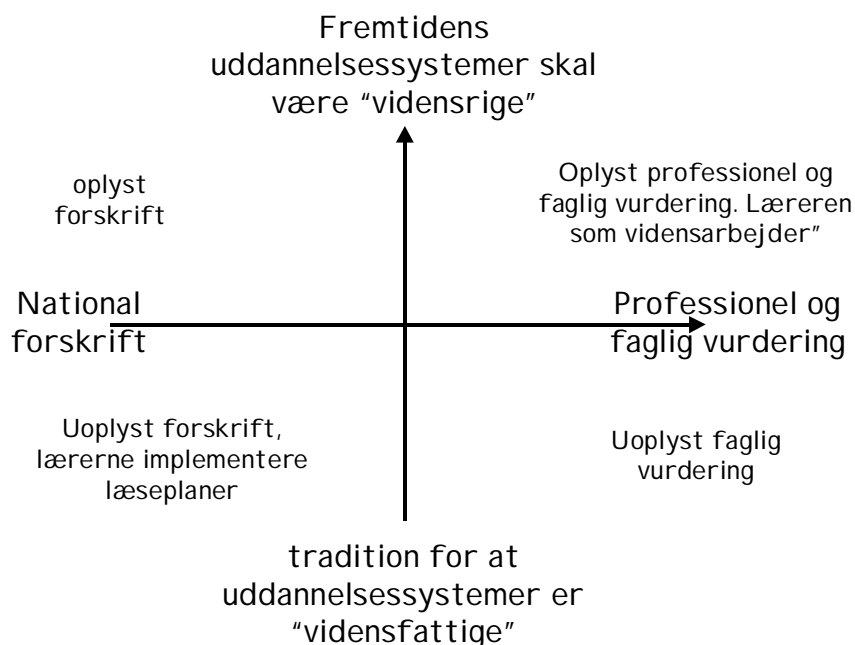 Fremtidens
uddannelsessystemer skal
være "vidensrige"
oplyst
forskrift
Oplyst professionel og
faglig vurdering. Læreren
som vidensarbejder"
National
forskrift
Professionel og
faglig vurdering
Uoplyst forskrift,
lærerne implementere
læseplaner
Uoplyst faglig
vurdering
tradition for at
uddannelsessystemer er
"vidensfattige"